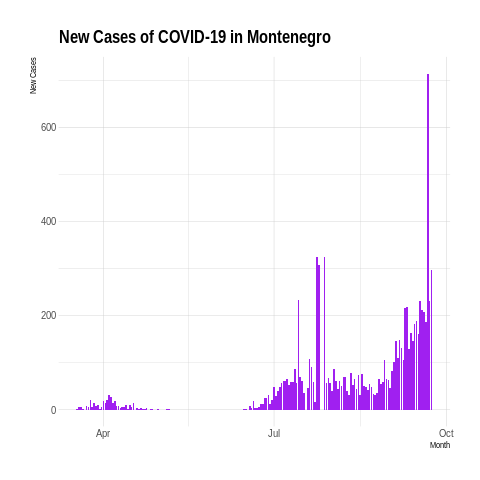 New Cases of COVID-19 in Montenegro
New Cases
600
400
200
0
Apr
Jul
Oct
Month